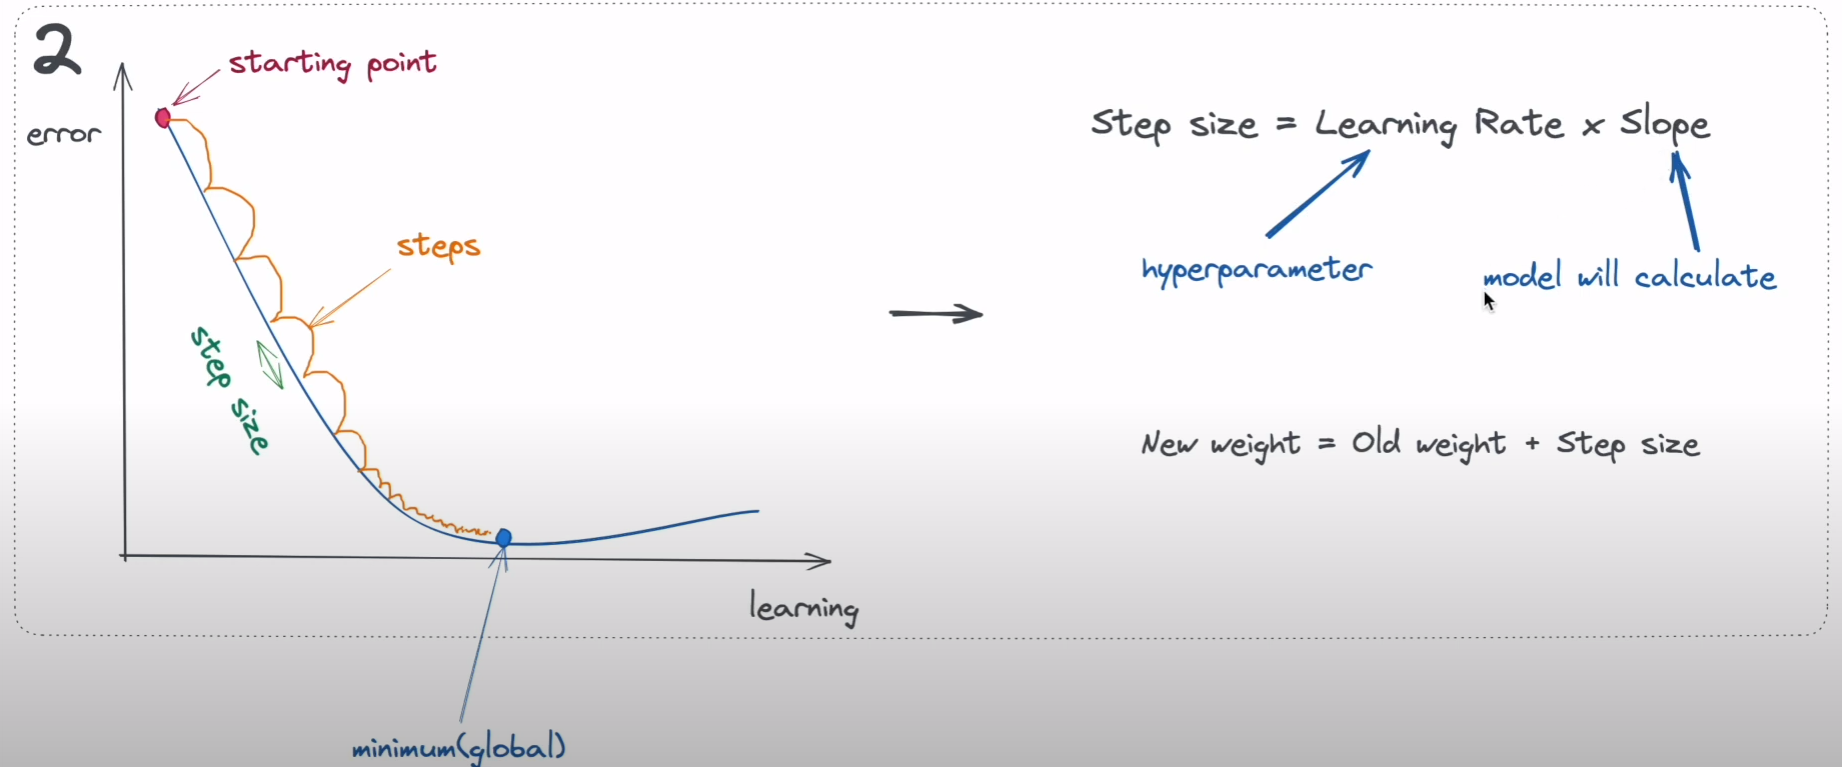 2
starting point
error
steps
step size
learning
minimum(global)
Step size = Learning Rate x Slope
hyperparameter
model will calculate
New weight = Old weight + Step size